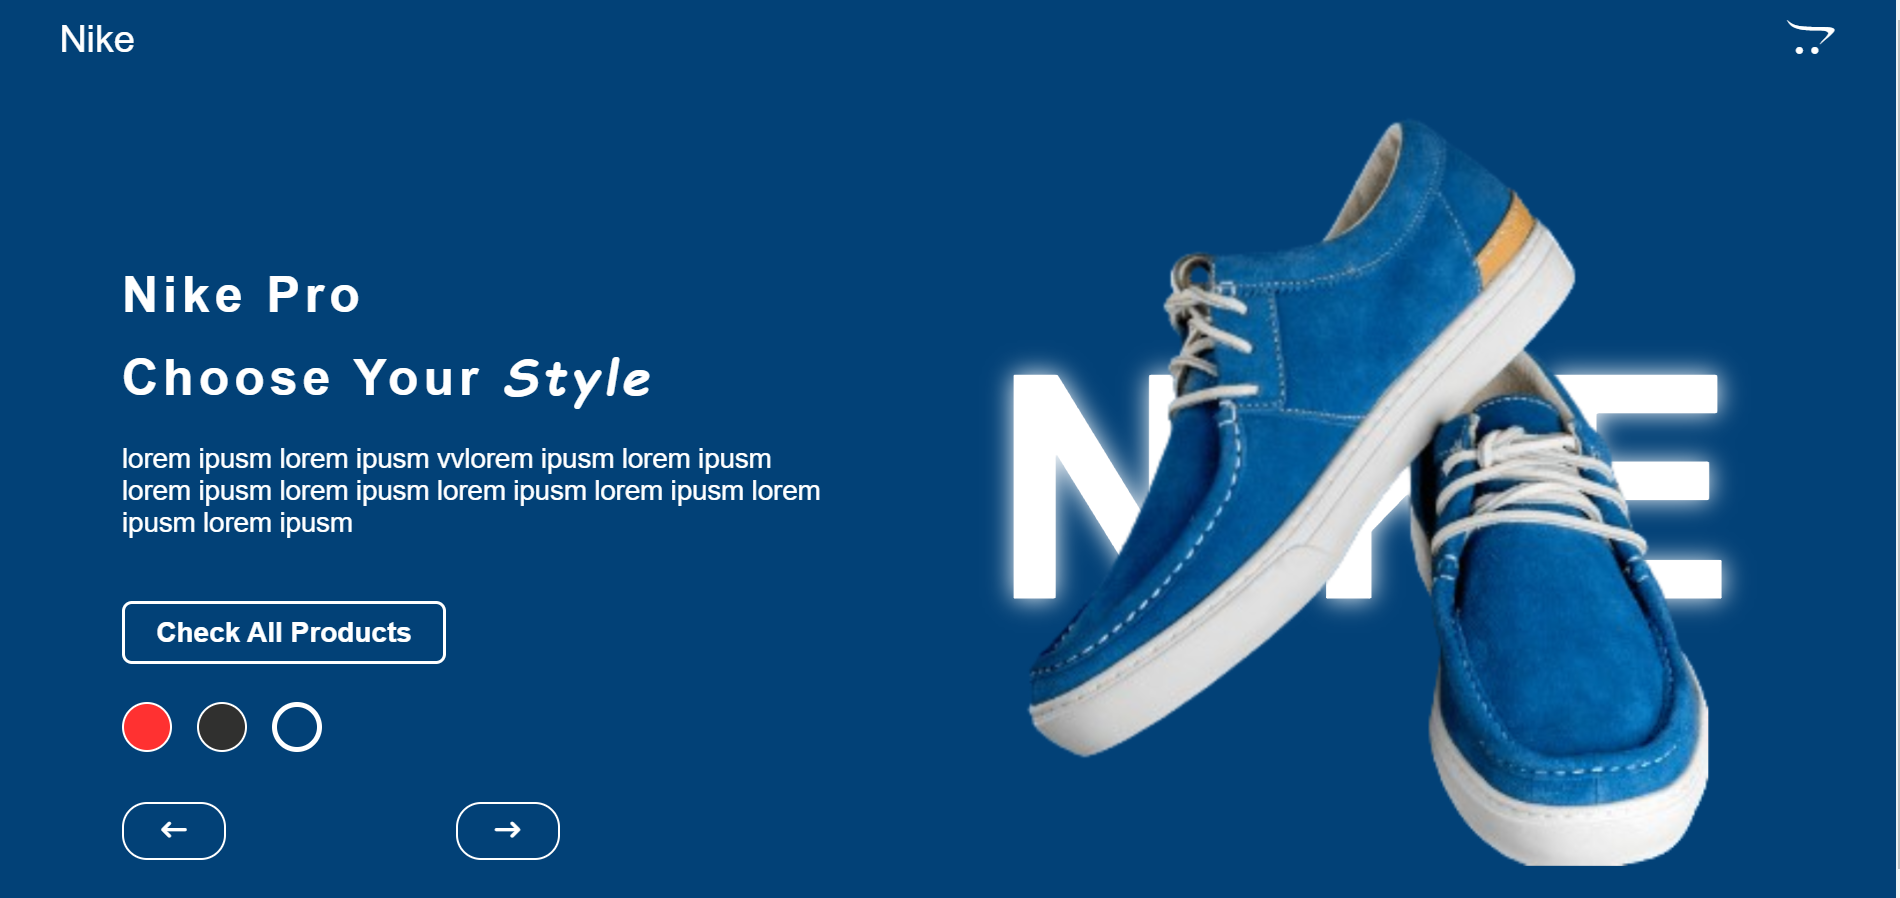 Nike
Nike Pro
Choose Your Style
lorem ipusm lorem ipusm vvlorem ipusm lorem ipusm
lorem ipusm lorem ipusm lorem ipusm lorem ipusm lorem
ipusm lorem ipusm
Check All Products